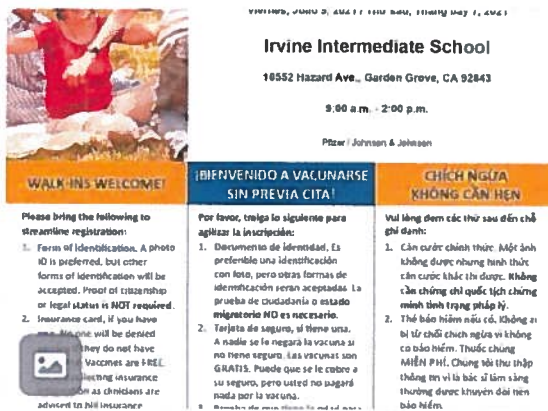 Irvine Intermediate School
10552 Hazard Ave., Garden Grove, CA 92843
9:00 a.m. - 2:00 p.m.
Pfizer / Johnson & Johnson
WALK-INS WELCOME!
Please bring the following to
streamline registration:
1. Form of identification. A photo
ID is preferred, but other
forms of identification will be
accepted. Proof of citizenship
or legal status is NOT required.
2. Insurance card, if you have
No one will be denied
if they do not have
Vaccines are FREE.
collecting insurance
on as clinicians are
advised to bill insurance
¡BIENVENIDO A VACUNARSE
SIN PREVIA CITA!
Por favor, traiga lo siguiente para
agilizar la inscripción:
1. Documento de identidad. Es
preferible una identificación
con foto, pero otras formas de
identificación seran aceptadas. La
prueba de ciudadanía o estado
migratorio NO es necesario.
2. Tarjeta de seguro, si tiene una.
A nadie se le negará la vacuna si
no tiene seguro. Las vacunas son
GRATIS. Puede que se le cobre a
su seguro, pero usted no pagará
nada por la vacuna.
CHÍCH NGỪA
KHÔNG CẦN HẸN
Vui lòng đem các thứ sau đến chỗ
ghi danh:
1. Căn cước chính thức. Một ảnh
không được nhưng hình thức
căn cước khác thì được. Không
cần chứng chỉ quốc tịch chứng
minh tình trạng pháp lý.
2. Thẻ bảo hiểm nếu có. Không ai
bị từ chối chích ngừa vì không
co bảo hiểm. Thuốc chủng
MIỄN PHÍ. Chúng tôi thu thập
thông tin vì là bác sĩ lâm sàng
thường được khuyên đòi tiền
bảo hiểm.